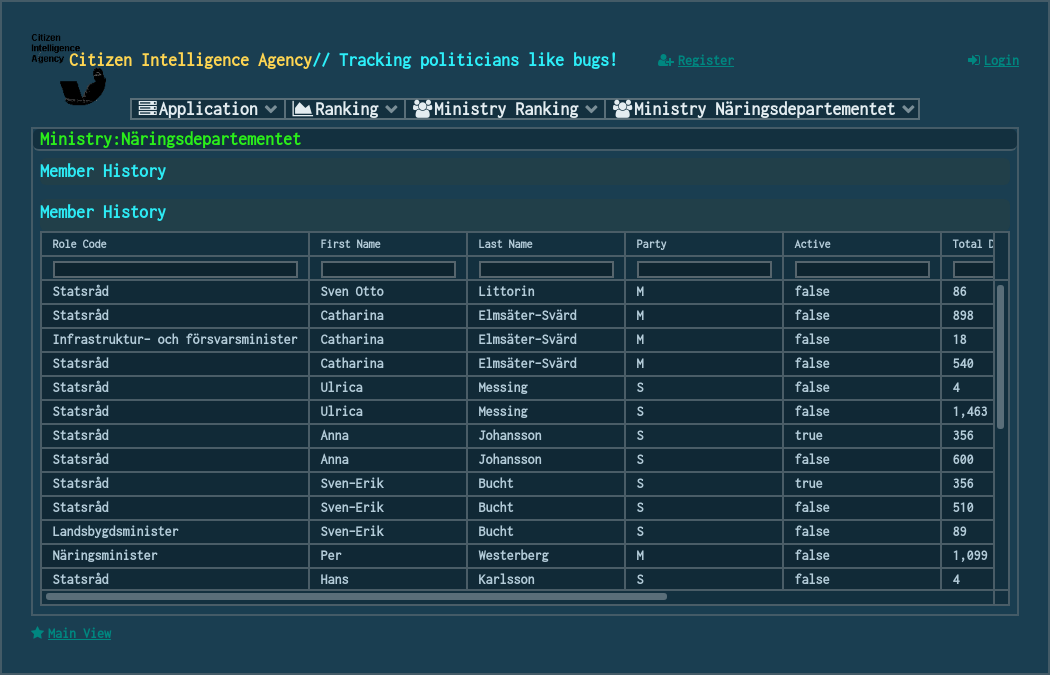 Citizen
Intelligence
Agency
Citizen Intelligence Agency// Tracking politicians like bugs! Register Login
Application Ranking Ministry Ranking Ministry Näringsdepartementet
Ministry:Näringsdepartementet
Member History
Member History
Role Code First Name Last Name Party Active Total
Statsråd Sven Otto Littorin M false 86
Statsråd Catharina Elmsäter-Svärd M false 898
Infrastruktur- och försvarsminister Catharina Elmsäter-Svärd M false 18
Statsråd Catharina Elmsäter-Svärd M false 540
Statsråd Ulrica Messing S false 4
Statsråd Ulrica Messing S false 1,463
Statsråd Anna Johansson S true 356
Statsråd Anna Johansson S false 600
Statsråd Sven-Erik Bucht S true 356
Statsråd Sven-Erik Bucht S false 510
Landsbygdsminister Sven-Erik Bucht S false 89
Näringsminister Per Westerberg M false 1,099
Statsråd Hans Karlsson S false 4
Main View